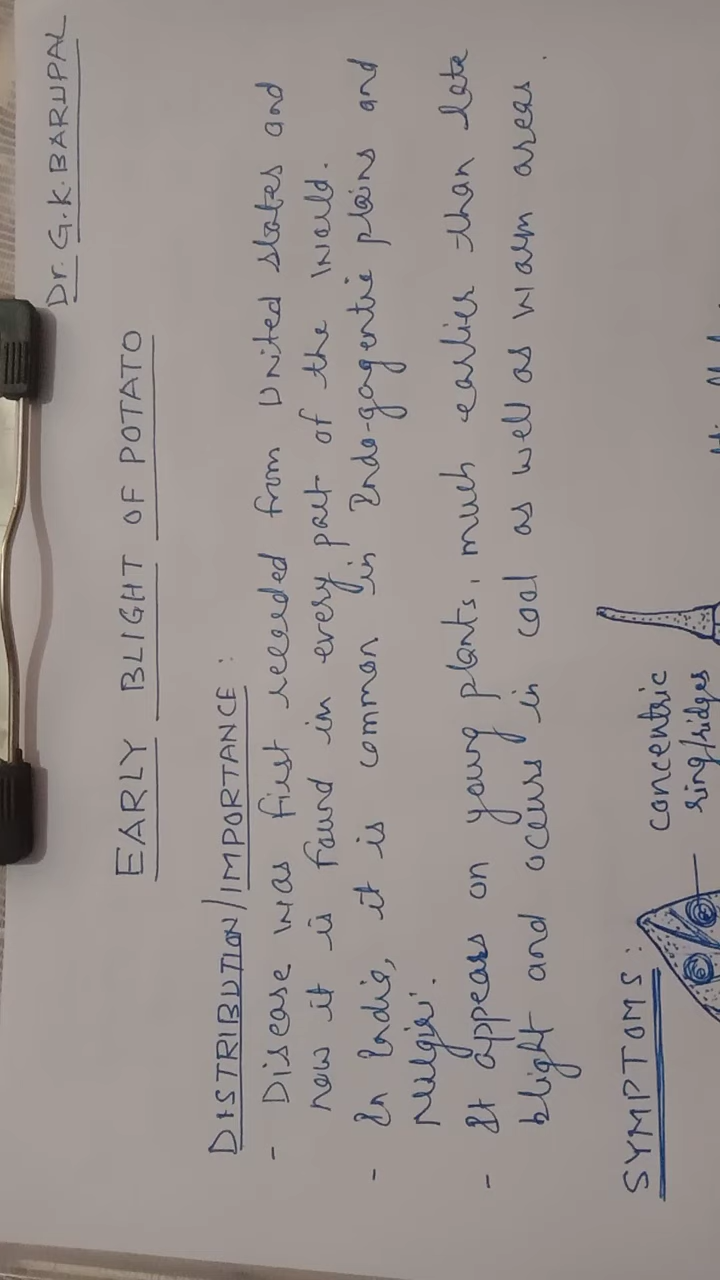 Dr. G.K. BARUPAL
EARLY BLIGHT OF POTATO
DISTRIBUTION/IMPORTANCE:
- Disease was first recorded from United states and
now it is found in every part of the world.
- In India, it is common in Indo-gagentic plains and
Nilgiri.
- It appears on young plants, much earlier than late
blight and occurs in cool as well as warm areas.
SYMPTOMS:
concentric
ring/ridges